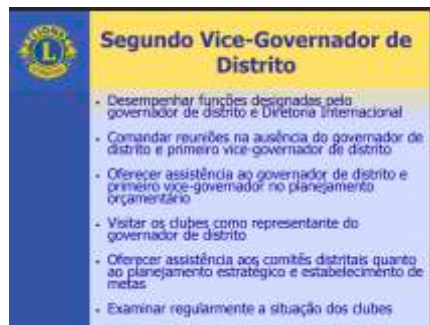 Segundo Vice-Governador de
Distrito
• Desempenhar funções designadas pelo
governador de distrito e Diretoria Internacional
• Comandar reuniões na ausência do governador de
distrito e primeiro vice-governador de distrito
• Oferecer assistência ao governador de distrito e
primeiro vice-governador no planejamento
orçamentário
• Visitar os clubes como representante do
governador de distrito
• Oferecer assistência aos comitês distritais quanto
ao planejamento estratégico e estabelecimento de
metas
• Examinar regularmente a situação dos clubes